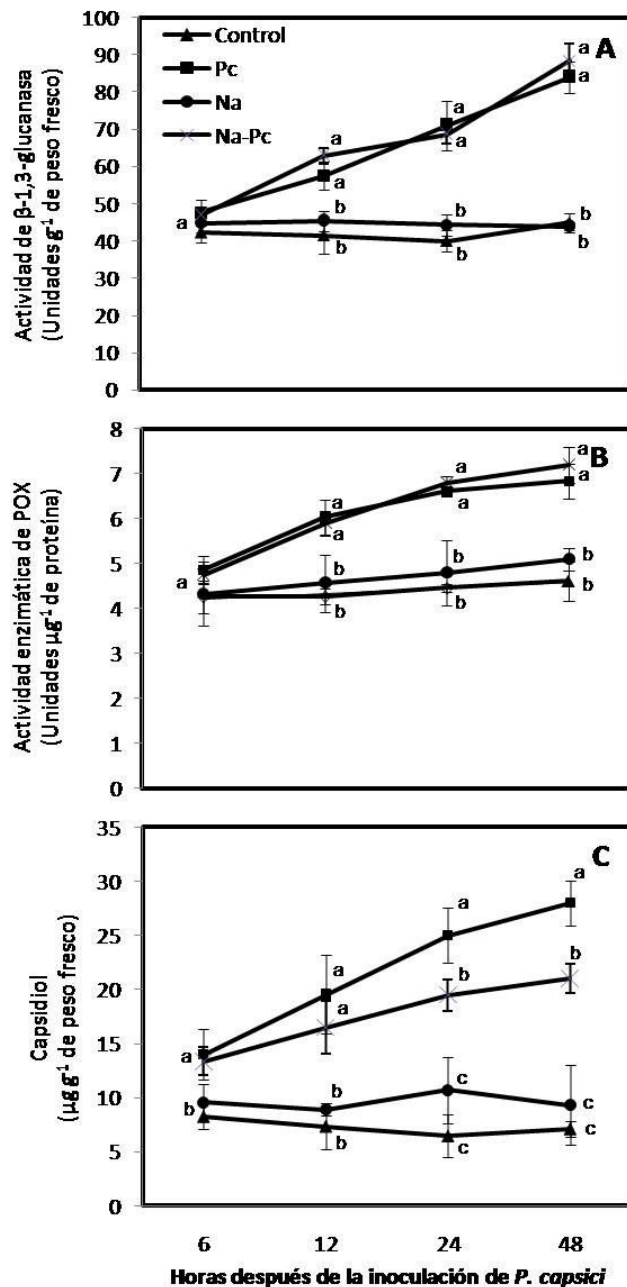 100
90
80
70
60
50
40
30
20
10
0
Actividad de β-1,3-glucanasa
(Unidades g⁻¹ de peso fresco)
Control
Pc
Na
Na-Pc
A
a
a
a
a
a
a
a
b
b
b
b
b
b
8
7
6
5
4
3
2
1
0
Actividad enzimática de POX
(Unidades µg⁻¹ de proteína)
B
a
a
a
a
a
a
a
b
b
b
b
b
b
35
30
25
20
15
10
5
0
Capsidiol
(µg g⁻¹ de peso fresco)
C
a
b
a
a
b
b
a
b
c
c
a
b
c
c
6 12 24 48
Horas después de la inoculación de P. capsici